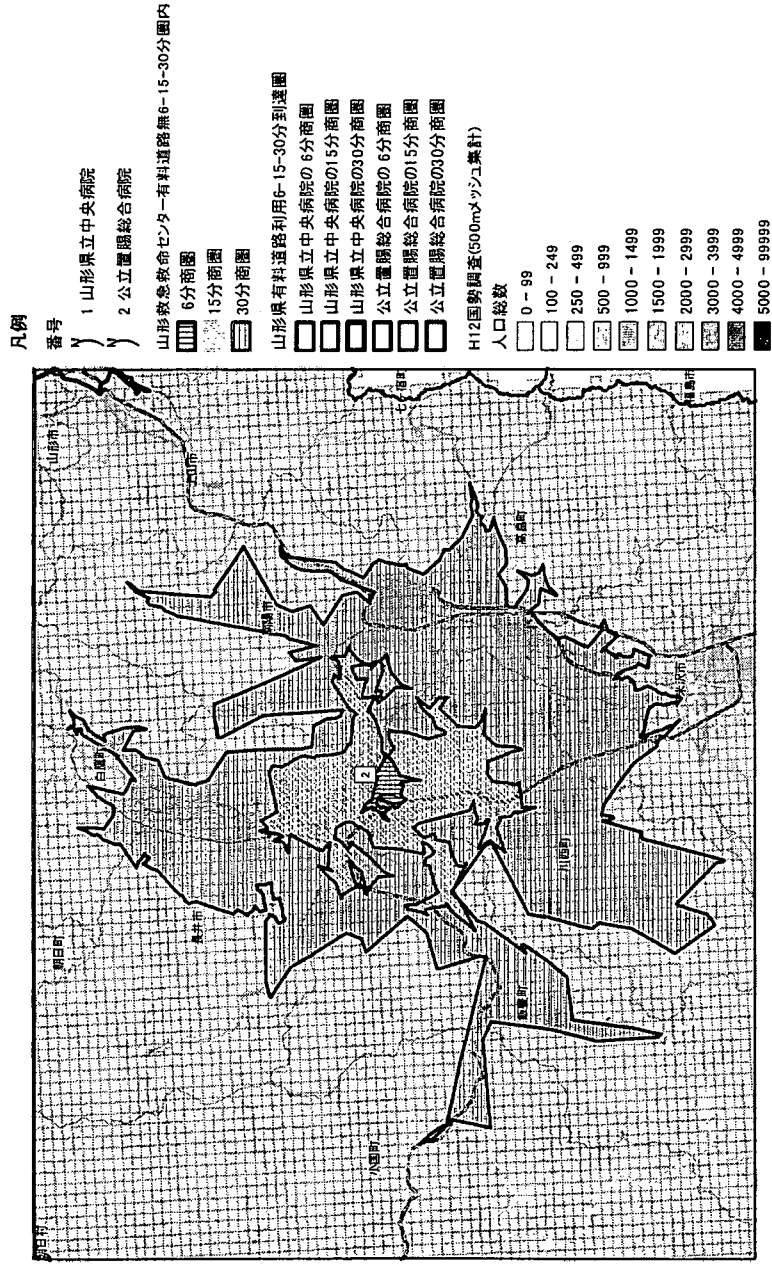 凡例
番号
1 山形県立中央病院
2 公立置賜総合病院
山形救急救命センター有料道路無6-15-30分圏内
6分商圏
15分商圏
30分商圏
山形県有料道路利用6-15-30分到達圏
山形県立中央病院の 6分商圏
山形県立中央病院の15分商圏
山形県立中央病院の30分商圏
公立置賜総合病院の 6分商圏
公立置賜総合病院の15分商圏
公立置賜総合病院の30分商圏
H12国勢調査(500mメッシュ集計)
人口総数
0 - 99
100 - 249
250 - 499
500 - 999
1000 - 1499
1500 - 1999
2000 - 2999
3000 - 3999
4000 - 4999
5000 - 99999
朝日村
朝日町
白鷹町
山形市
上山市
長井市
南陽市
七ヶ宿町
2
小国町
飯豊町
川西町
高畠町
米沢市
福島市